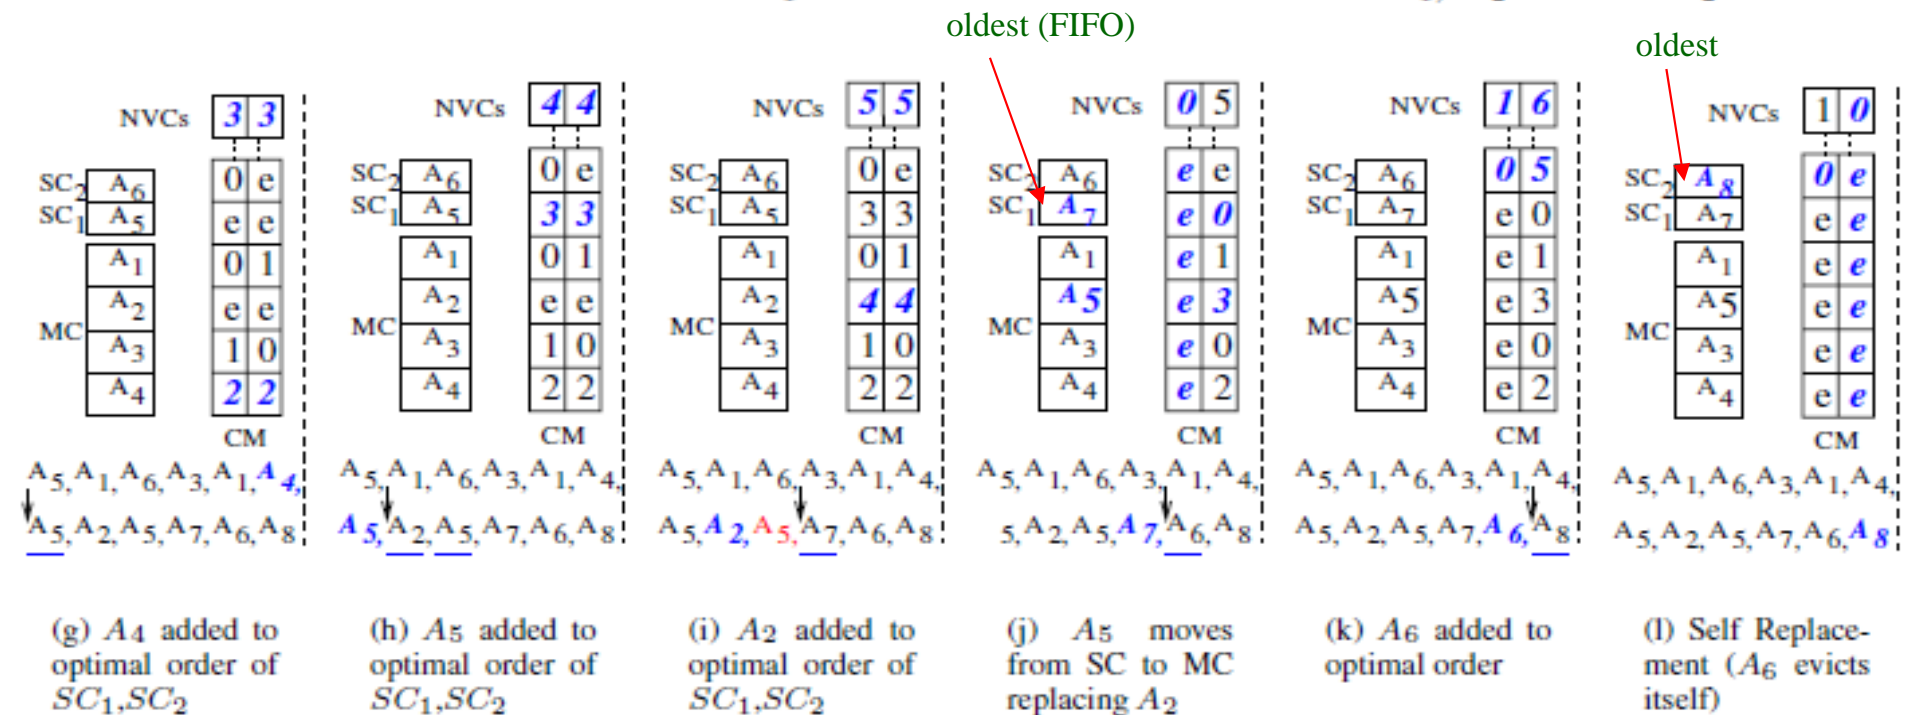 oldest (FIFO)
oldest
NVCs 3 3
SC2 A6 0 e
SC1 A5 e e
A1 0 1
A2 e e
MC
A3 1 0
A4 2 2
CM
A5, A1, A6, A3, A1, A4,
A5, A2, A5, A7, A6, A8
(g) A4 added to
optimal order of
SC1,SC2
NVCs 4 4
SC2 A6 0 e
SC1 A5 3 3
A1 0 1
A2 e e
MC
A3 1 0
A4 2 2
CM
A5, A1, A6, A3, A1, A4,
A5, A2, A5, A7, A6, A8
(h) A5 added to
optimal order of
SC1,SC2
NVCs 5 5
SC2 A6 0 e
SC1 A5 3 3
A1 0 1
A2 4 4
MC
A3 1 0
A4 2 2
CM
A5, A1, A6, A3, A1, A4,
A5, A2, A5, A7, A6, A8
(i) A2 added to
optimal order of
SC1,SC2
NVCs 0 5
SC2 A6 e e
SC1 A7 e 0
A1 e 1
A5 e 3
MC
A3 e 0
A4 e 2
CM
A5, A1, A6, A3, A1, A4,
5, A2, A5, A7, A6, A8
(j) A5 moves
from SC to MC
replacing A2
NVCs 1 6
SC2 A6 0 5
SC1 A7 e 0
A1 e 1
A5 e 3
MC
A3 e 0
A4 e 2
CM
A5, A1, A6, A3, A1, A4,
A5, A2, A5, A7, A6, A8
(k) A6 added to
optimal order
NVCs 1 0
SC2 A8 0 e
SC1 A7 e e
A1 e e
A5 e e
MC
A3 e e
A4 e e
CM
A5, A1, A6, A3, A1, A4,
A5, A2, A5, A7, A6, A8
(l) Self Replace-
ment (A6 evicts
itself)